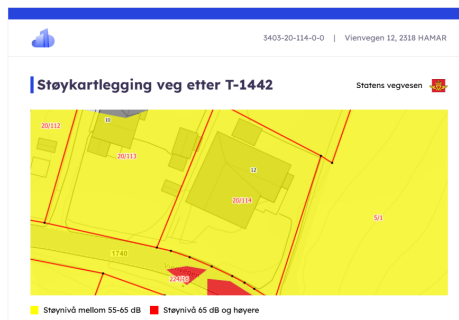 3403-20-114-0-0 | Vienvegen 12, 2318 HAMAR
Støykartlegging veg etter T-1442
Statens vegvesen
20/112
10
20/113
12
20/114
5/1
1740
Støynivå mellom 55-65 dB
Støynivå 65 dB og høyere